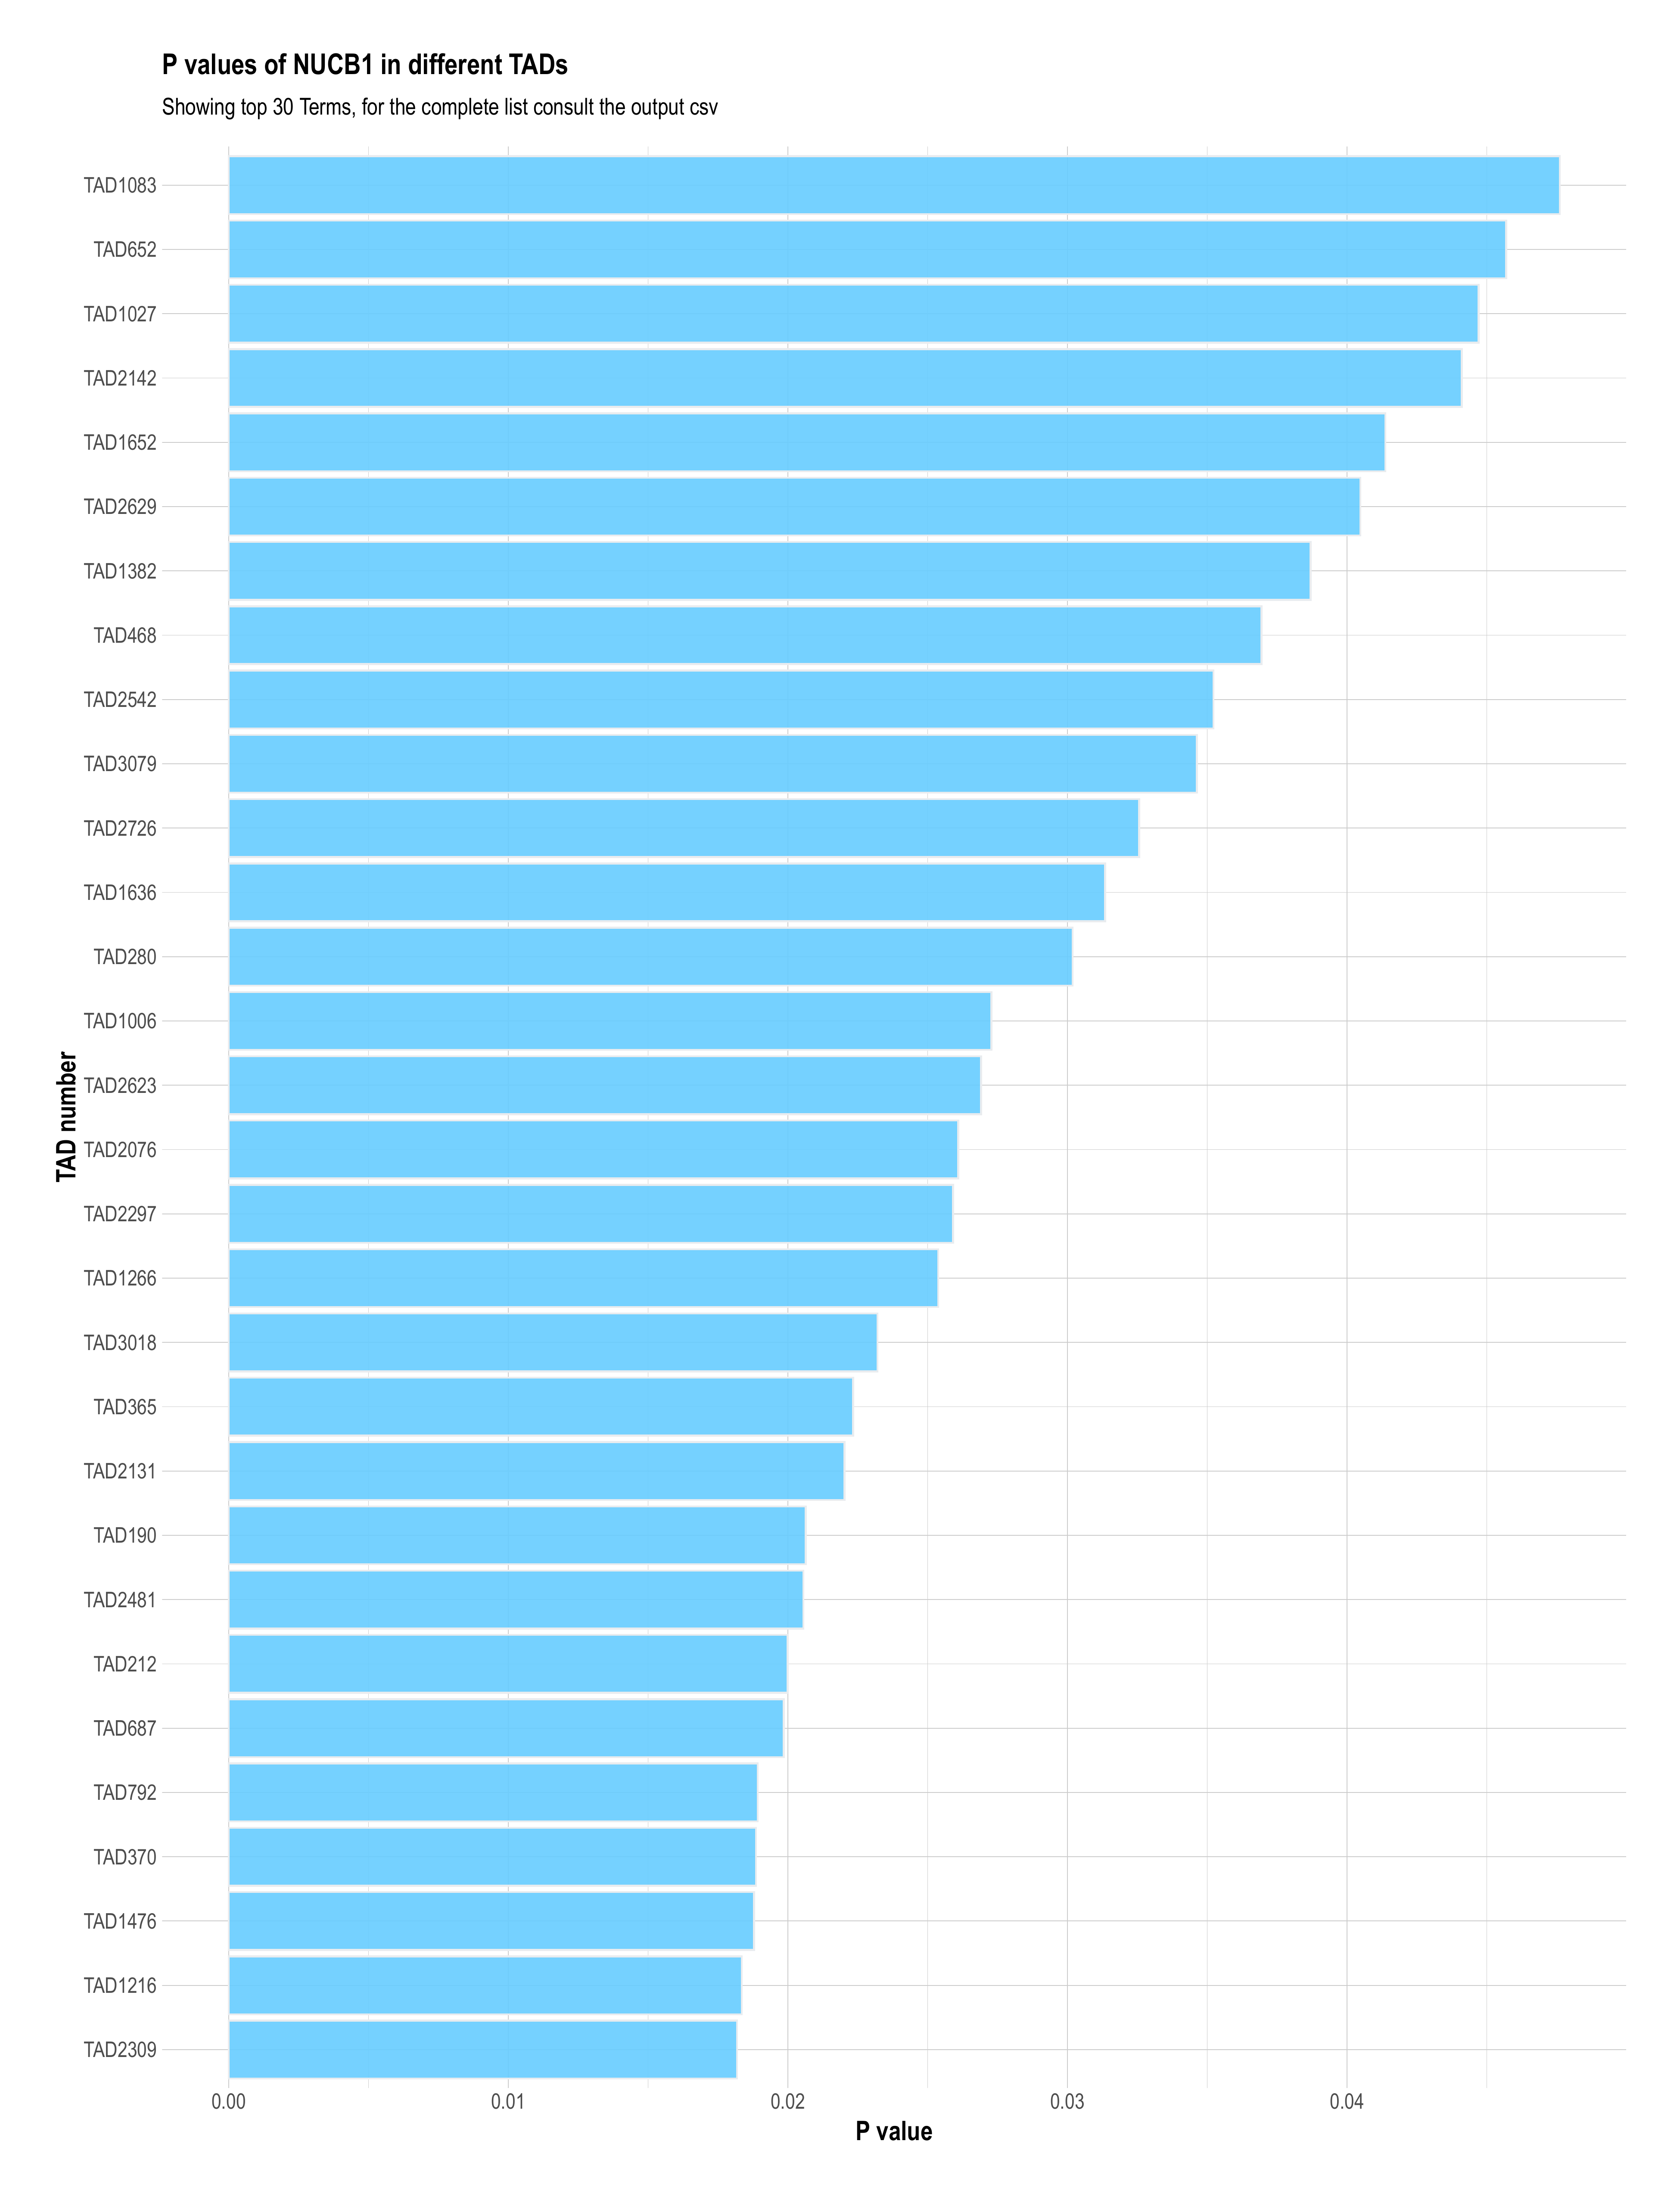 P values of NUCB1 in different TADs
Showing top 30 Terms, for the complete list consult the output csv
TAD1083
TAD652
TAD1027
TAD2142
TAD1652
TAD2629
TAD1382
TAD468
TAD2542
TAD3079
TAD2726
TAD1636
TAD280
TAD1006
TAD2623
TAD2076
TAD2297
TAD1266
TAD3018
TAD365
TAD2131
TAD190
TAD2481
TAD212
TAD687
TAD792
TAD370
TAD1476
TAD1216
TAD2309
TAD number
0.00 0.01 0.02 0.03 0.04
P value